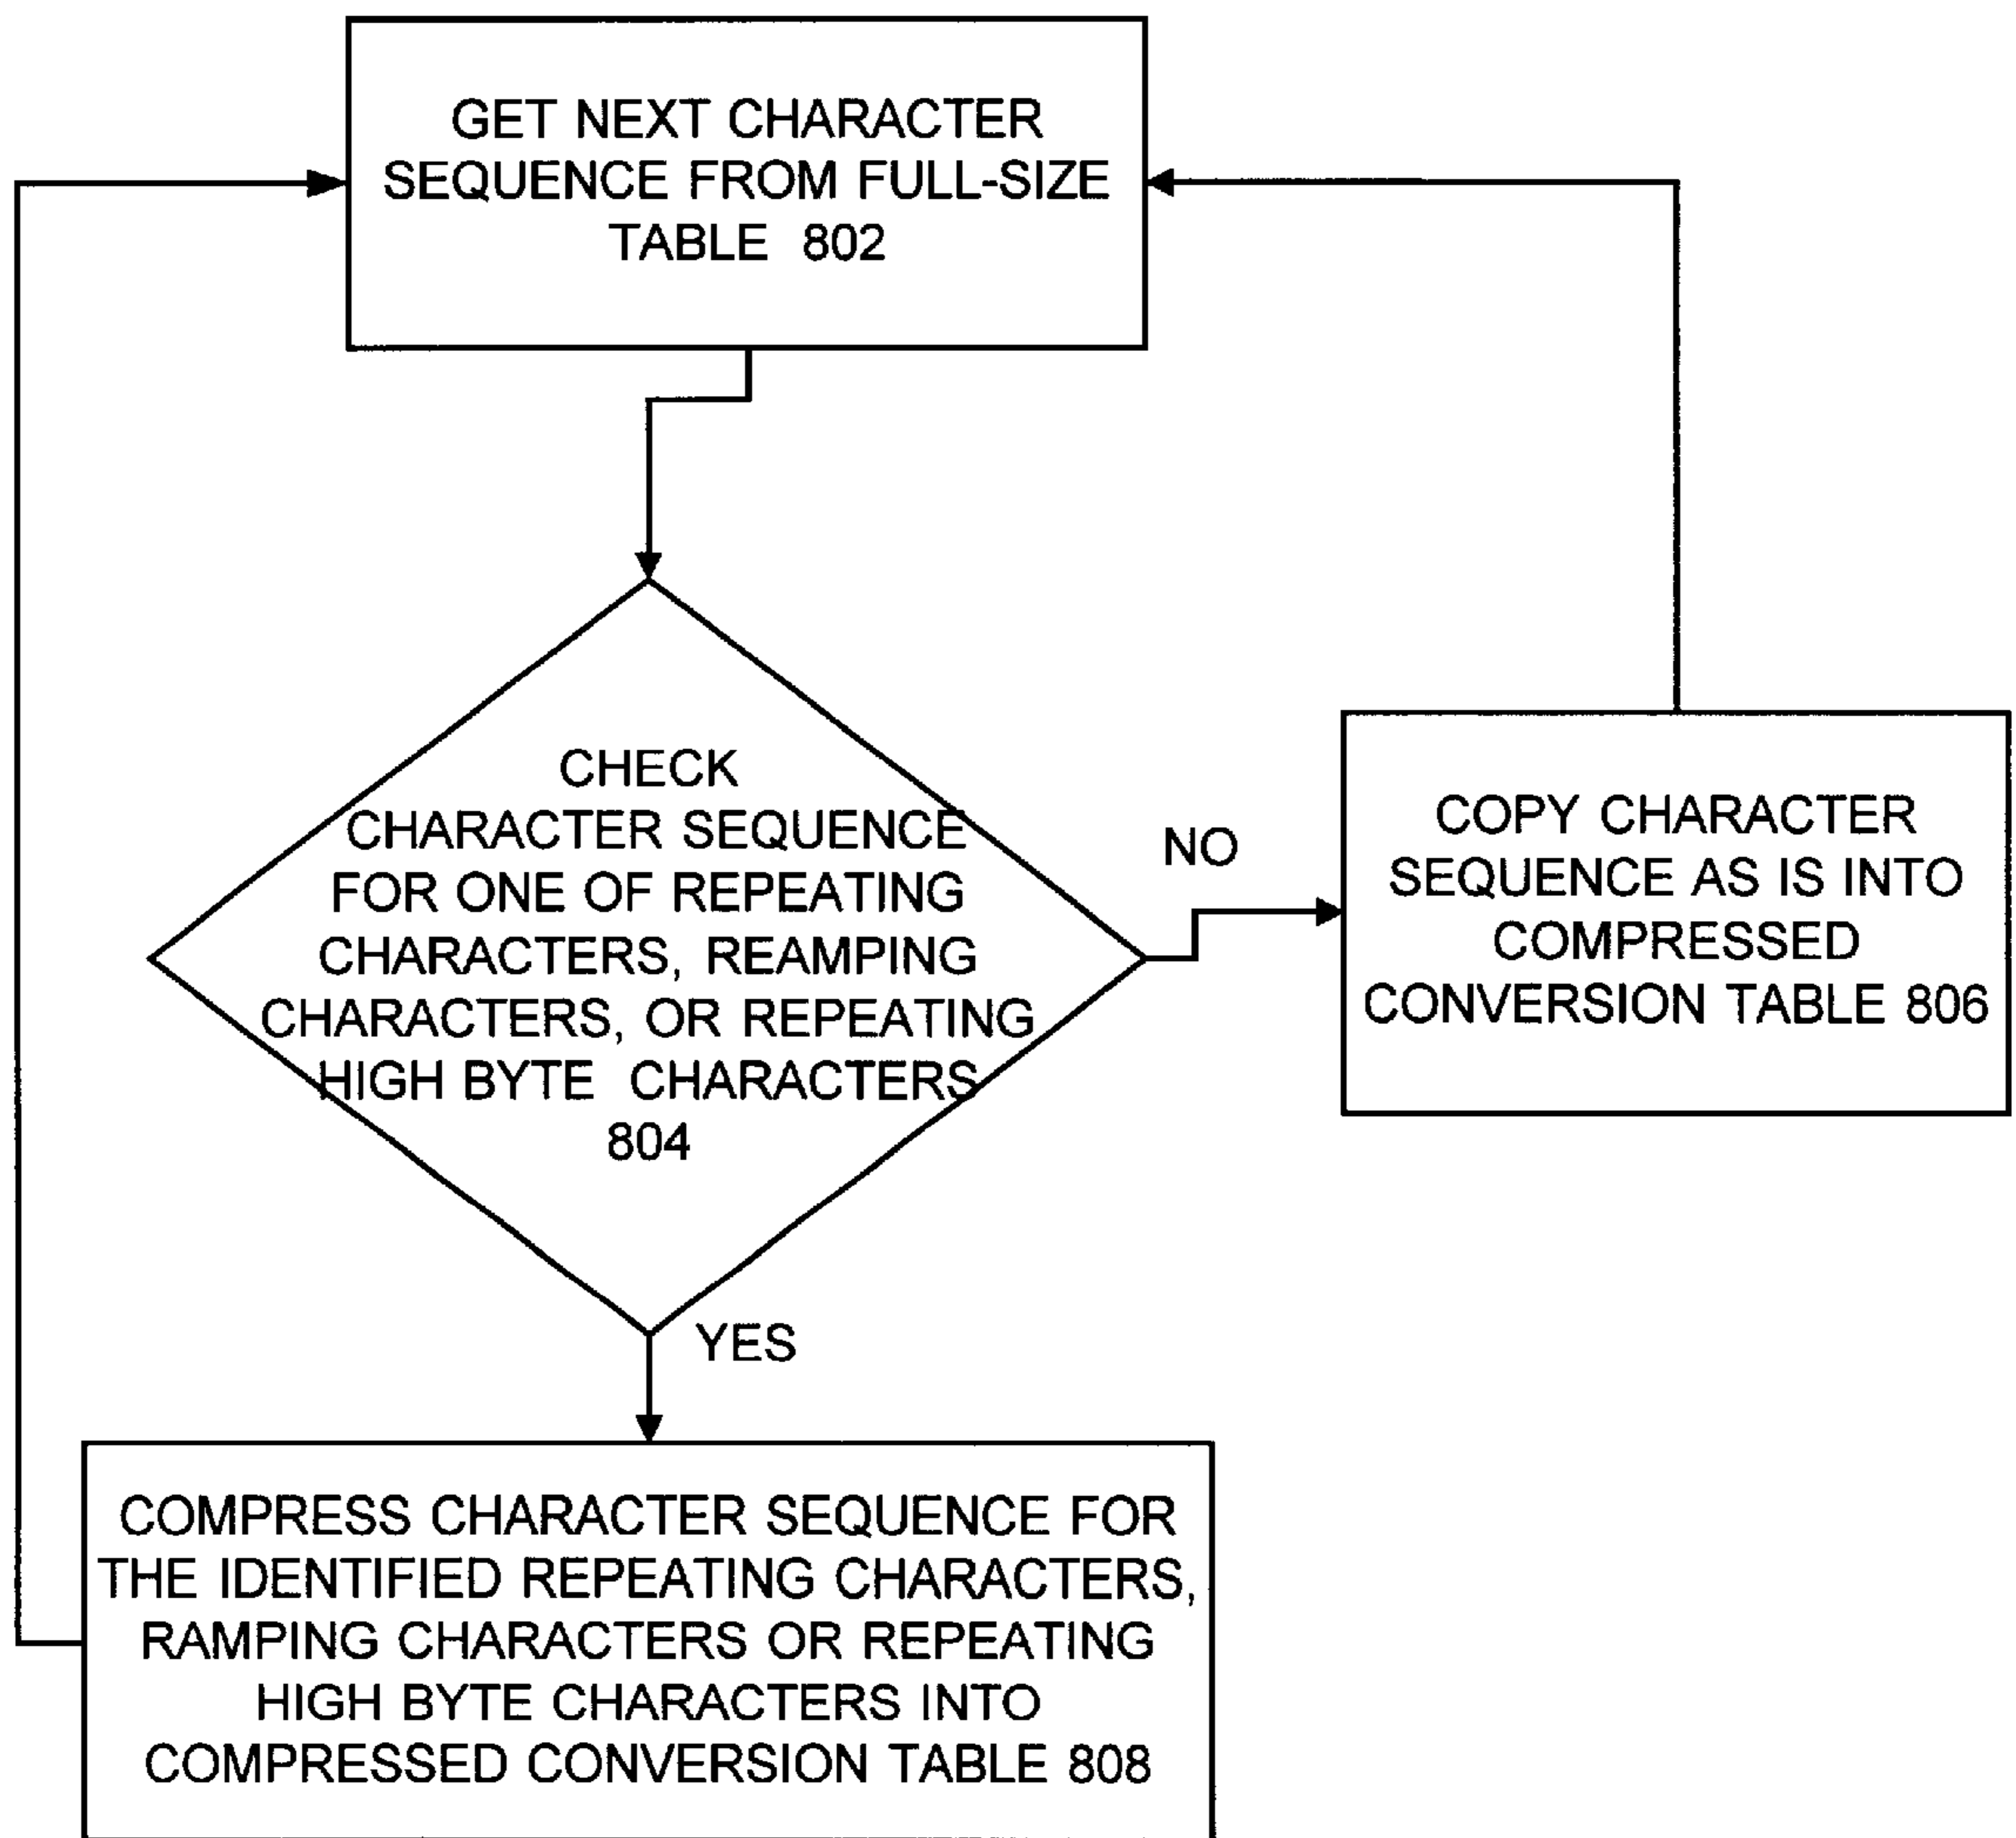 GET NEXT CHARACTER
SEQUENCE FROM FULL-SIZE
TABLE 802
CHECK
CHARACTER SEQUENCE
FOR ONE OF REPEATING
CHARACTERS, REAMPING
CHARACTERS, OR REPEATING
HIGH BYTE CHARACTERS
804
NO
COPY CHARACTER
SEQUENCE AS IS INTO
COMPRESSED
CONVERSION TABLE 806
YES
COMPRESS CHARACTER SEQUENCE FOR
THE IDENTIFIED REPEATING CHARACTERS,
RAMPING CHARACTERS OR REPEATING
HIGH BYTE CHARACTERS INTO
COMPRESSED CONVERSION TABLE 808